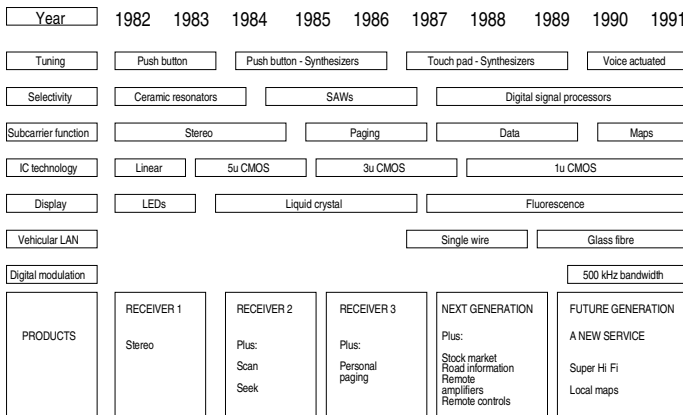 Year 1982 1983 1984 1985 1986 1987 1988 1989 1990 1991
Tuning Push button Push button - Synthesizers Touch pad - Synthesizers Voice actuated
Selectivity Ceramic resonators SAWs Digital signal processors
Subcarrier function Stereo Paging Data Maps
IC technology Linear 5u CMOS 3u CMOS 1u CMOS
Display LEDs Liquid crystal Fluorescence
Vehicular LAN Single wire Glass fibre
Digital modulation 500 kHz bandwidth
PRODUCTS
RECEIVER 1
Stereo
RECEIVER 2
Plus:
Scan
Seek
RECEIVER 3
Plus:
Personal
paging
NEXT GENERATION
Plus:
Stock market
Road information
Remote
amplifiers
Remote controls
FUTURE GENERATION
A NEW SERVICE
Super Hi Fi
Local maps